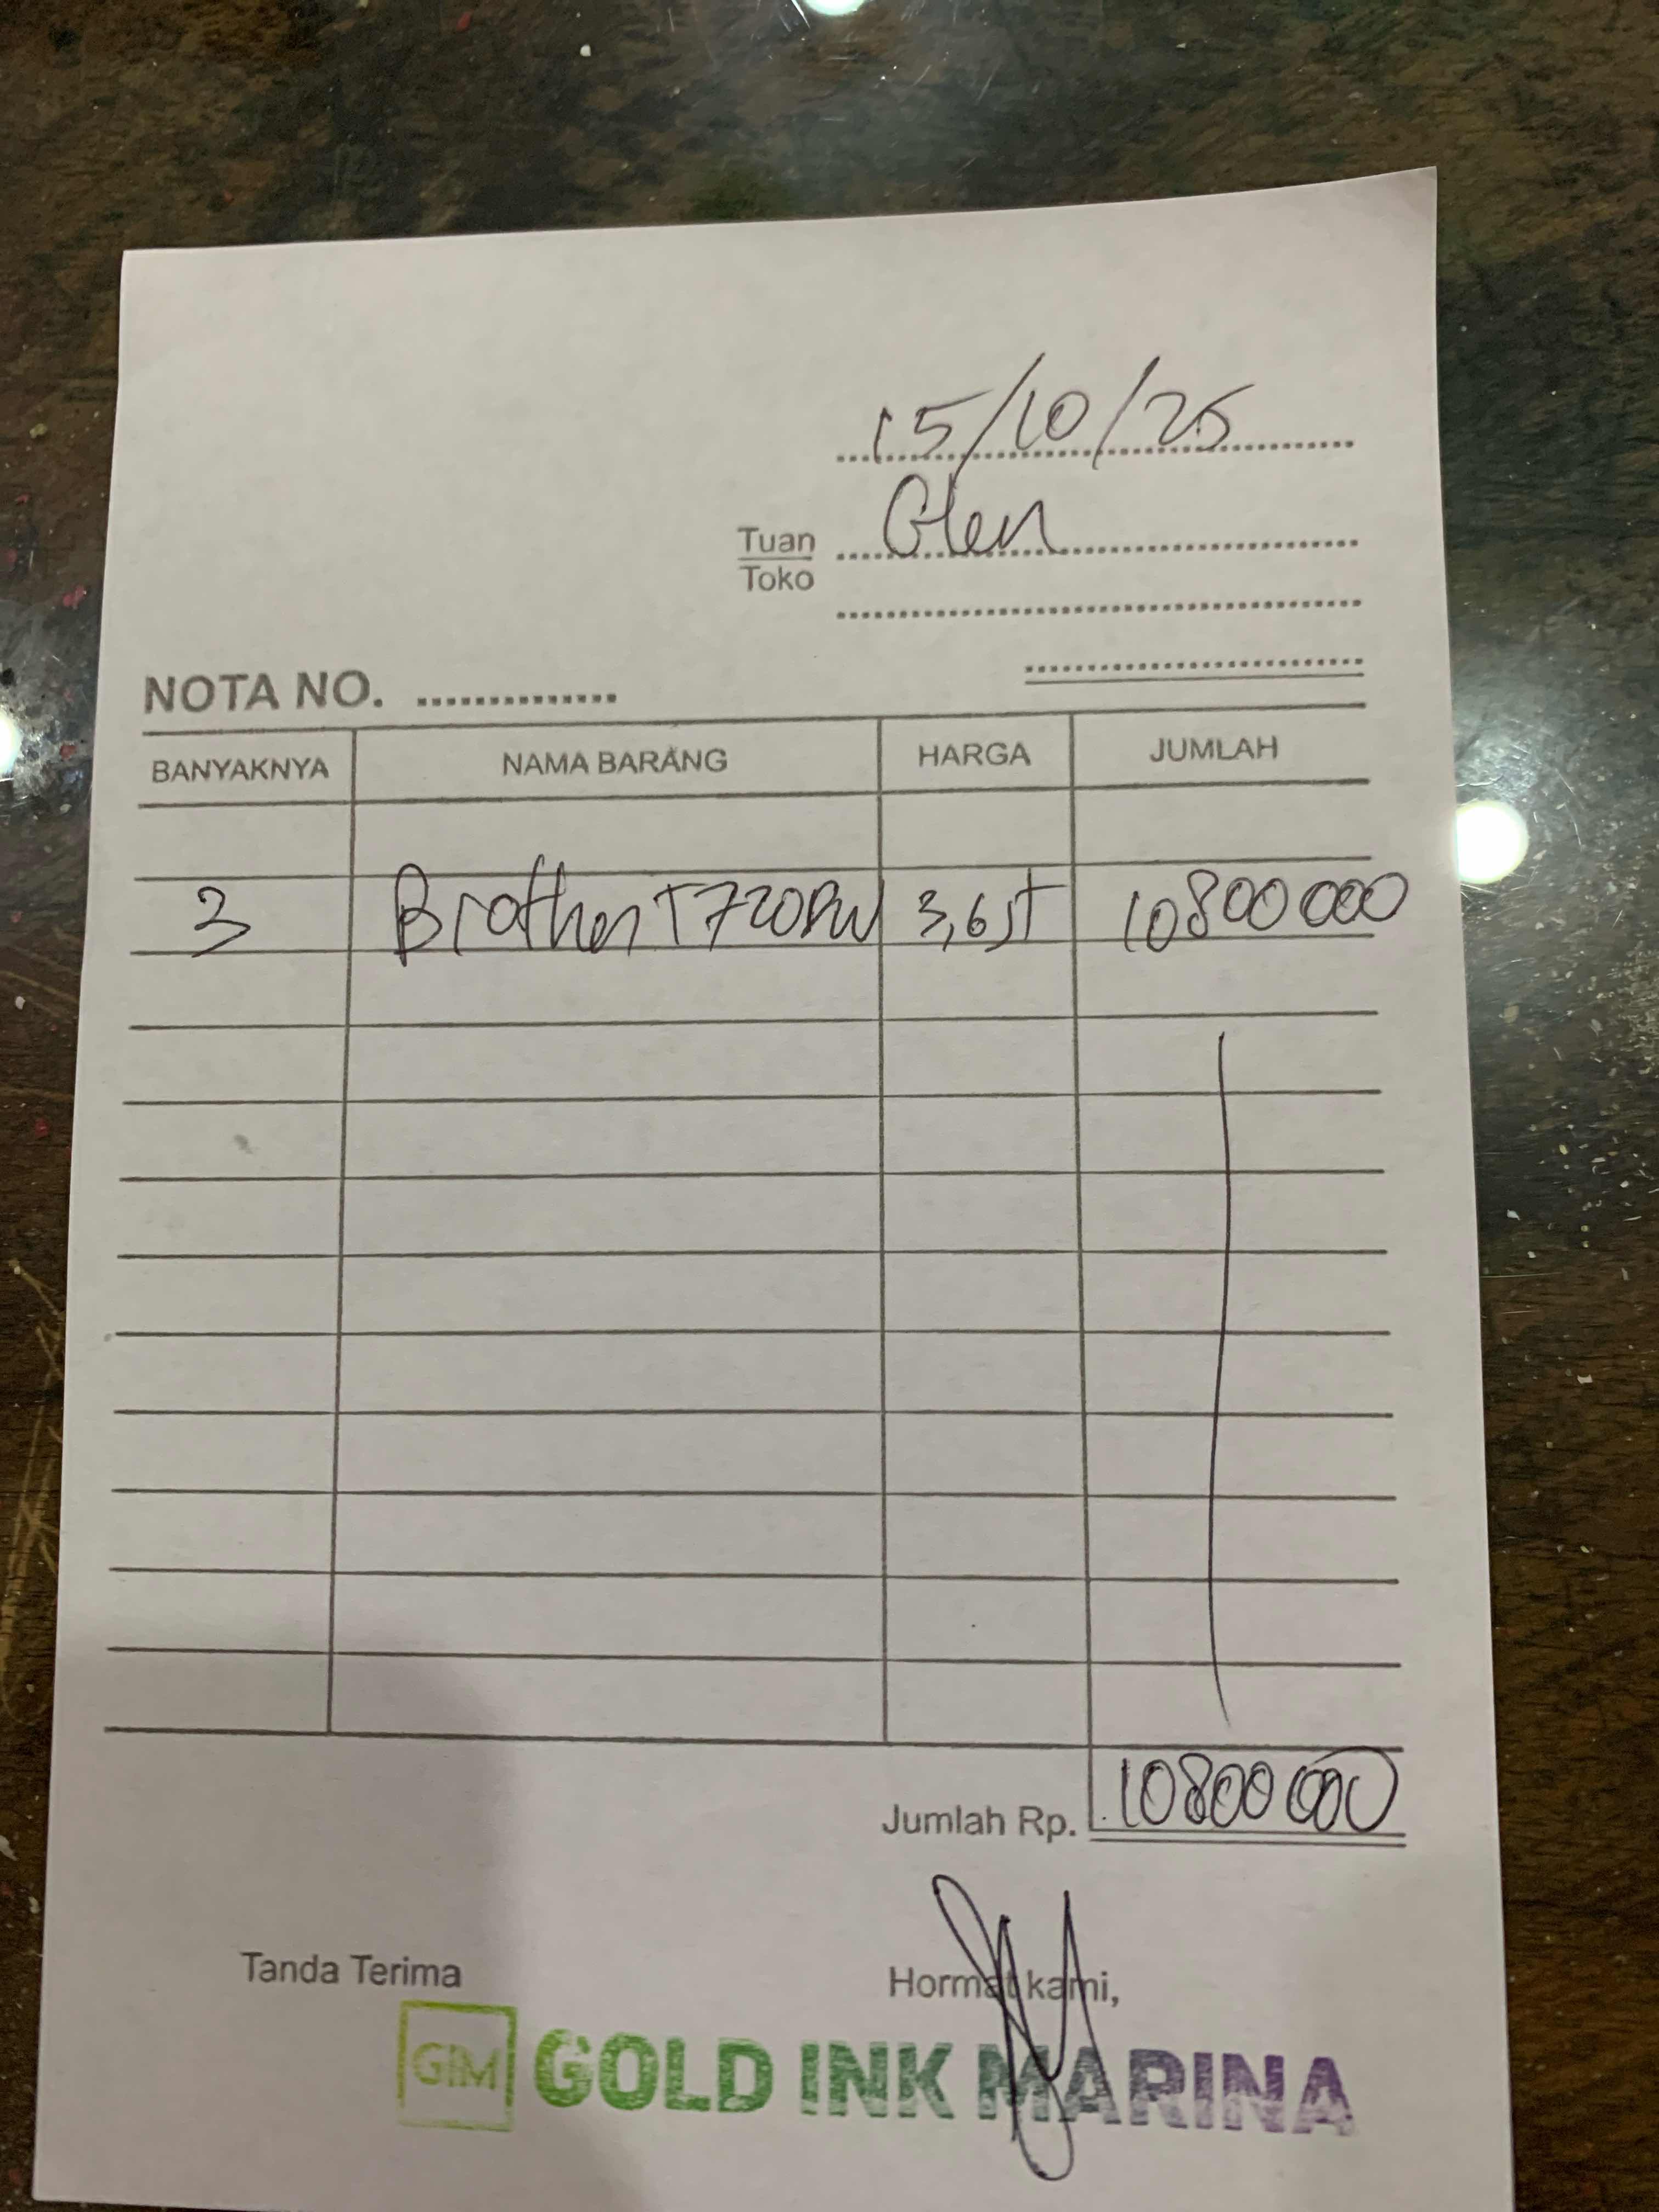 15/10/25
Tuan Glen
Toko
NOTA NO.
BANYAKNYA NAMA BARANG HARGA JUMLAH
3 Brother T720DW 3,6jt 10800000
Jumlah Rp. 10800000
Tanda Terima Hormat kami,
GIM GOLD INK MARINA